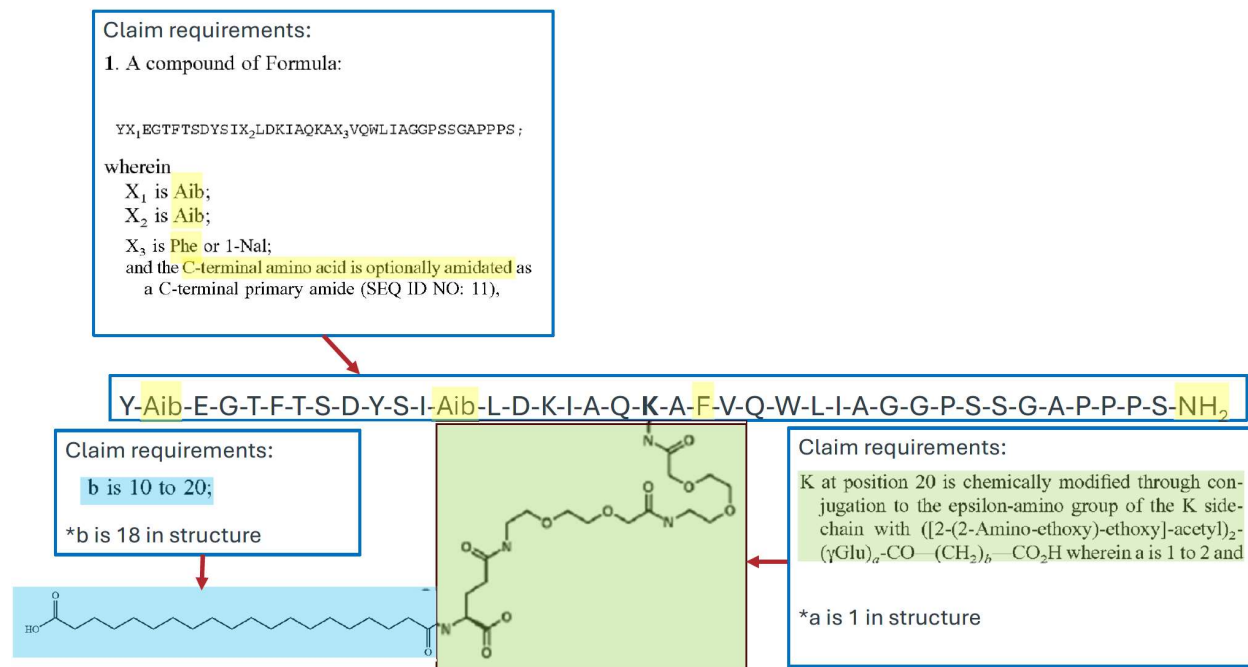 Claim requirements:
1. A compound of Formula:
YX₁EGTFTSDYSIX₂LDKIAQKAX₃VQWLIAGGPSSGAPPPS;
wherein
X₁ is Aib;
X₂ is Aib;
X₃ is Phe or 1-Nal;
and the C-terminal amino acid is optionally amidated as
a C-terminal primary amide (SEQ ID NO: 11),
Y-Aib-E-G-T-F-T-S-D-Y-S-I-Aib-L-D-K-I-A-Q-K-A-F-V-Q-W-L-I-A-G-G-P-S-S-G-A-P-P-P-S-NH₂
Claim requirements:
b is 10 to 20;
*b is 18 in structure
N
O
O
O
O
N
O
O
N
O
O
HO
O
N
O
O
O
Claim requirements:
K at position 20 is chemically modified through con-
jugation to the epsilon-amino group of the K side-
chain with ([2-(2-Amino-ethoxy)-ethoxy]-acetyl)₂-
(γGlu)ₐ-CO—(CH₂)b—CO₂H wherein a is 1 to 2 and
*a is 1 in structure